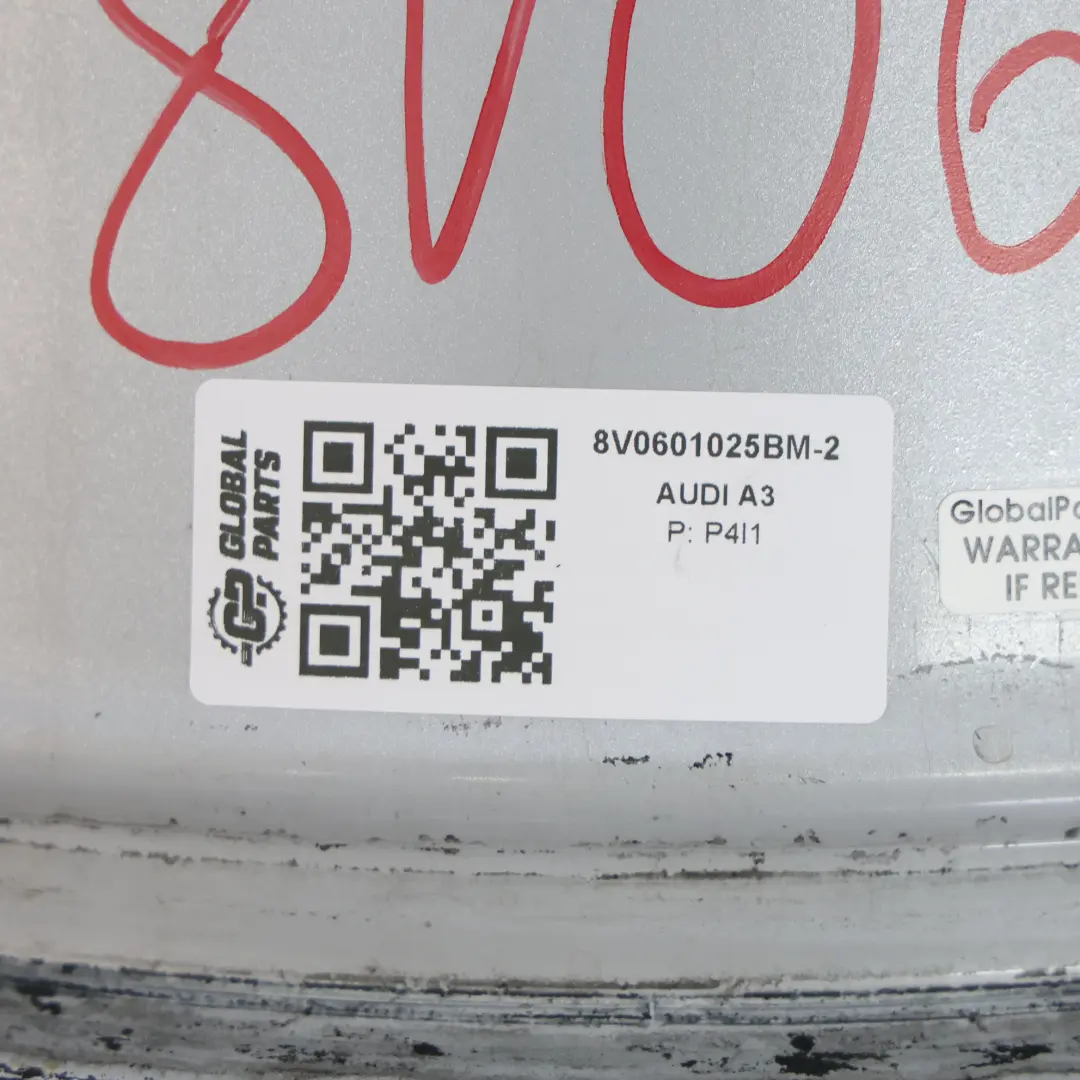 8V06
GLOBAL
PARTS
8V0601025BM-2
AUDI A3
P: P4I1
GlobalPa
WARRA
IF RE